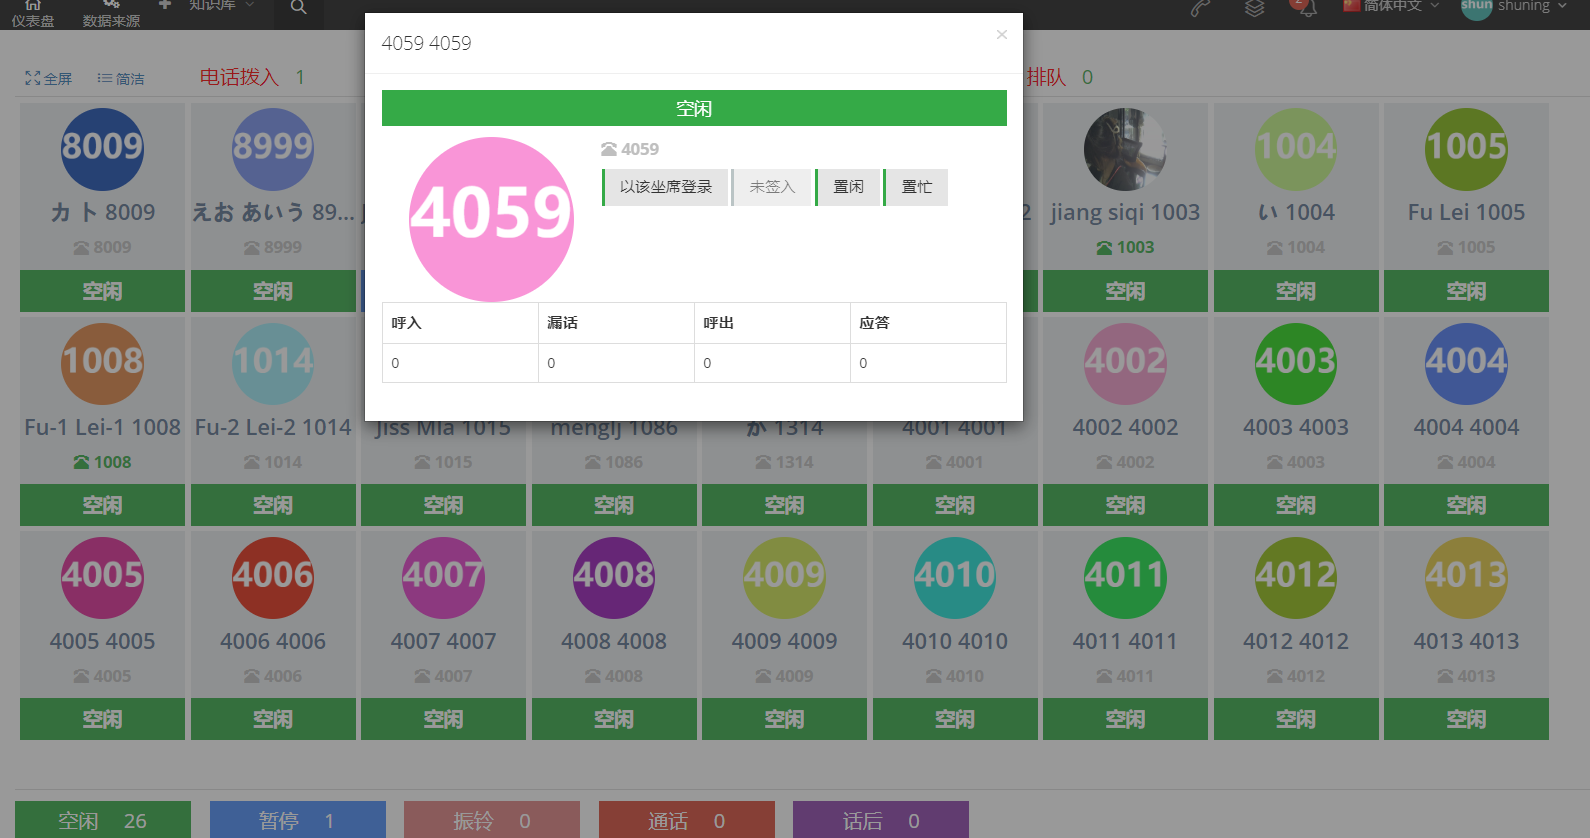 仪表盘 数据来源 知识库 2 简体中文 shun shuning
4059 4059 ×
全屏 简洁 电话拨入 1 排队 0
空闲
4059
4059
以该坐席登录 未签入 置闲 置忙
呼入 漏话 呼出 应答
0 0 0 0
8009 8999 1004 1005
カ ト 8009 えお あいう 89... 2 jiang siqi 1003 い 1004 Fu Lei 1005
8009 8999 1003 1004 1005
空闲 空闲 空闲 空闲 空闲
1008 1014 4002 4003 4004
Fu-1 Lei-1 1008 Fu-2 Lei-2 1014 Jiss Mia 1015 menglj 1086 か 1314 4001 4001 4002 4002 4003 4003 4004 4004
1008 1014 1015 1086 1314 4001 4002 4003 4004
空闲 空闲 空闲 空闲 空闲 空闲 空闲 空闲 空闲
4005 4006 4007 4008 4009 4010 4011 4012 4013
4005 4005 4006 4006 4007 4007 4008 4008 4009 4009 4010 4010 4011 4011 4012 4012 4013 4013
4005 4006 4007 4008 4009 4010 4011 4012 4013
空闲 空闲 空闲 空闲 空闲 空闲 空闲 空闲 空闲
空闲 26 暂停 1 振铃 0 通话 0 话后 0